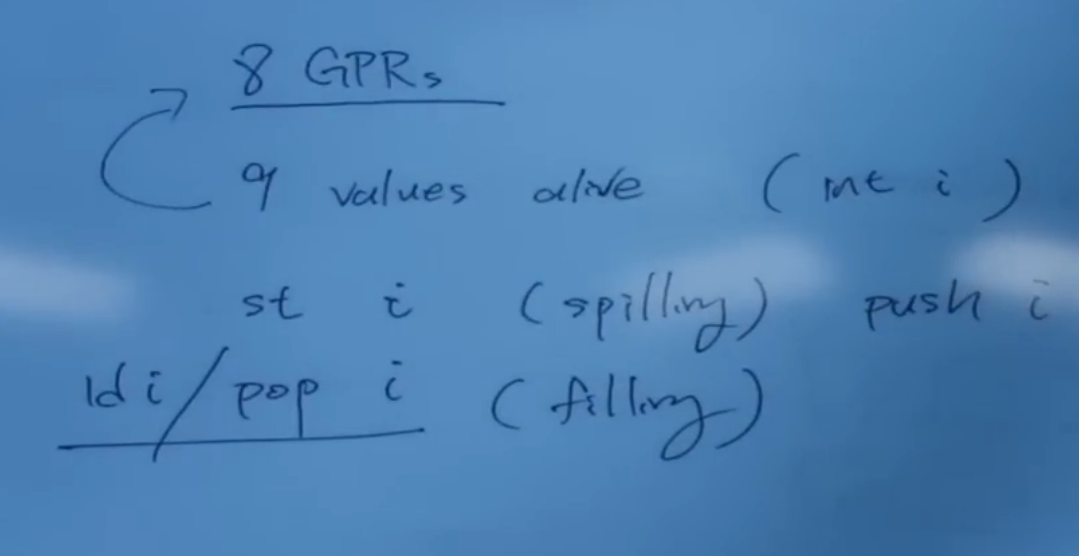 8 GPRs
9 values alive (int i)
st i (spilling) push i
ld i/pop i (filling)